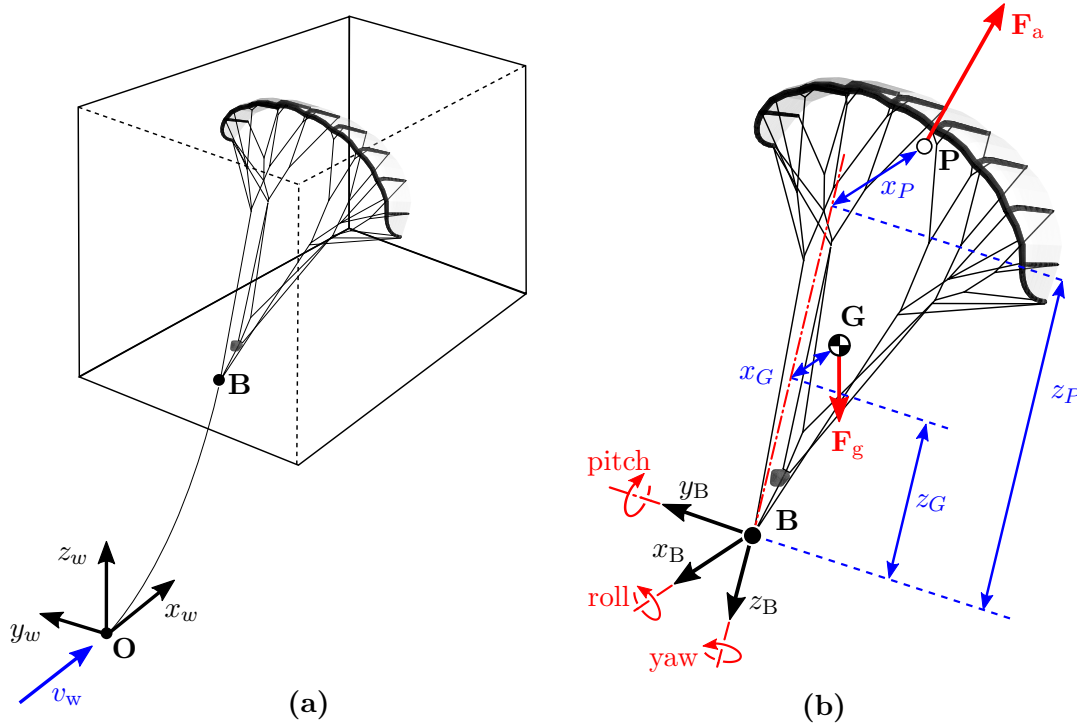 B
z_w
x_w
y_w
O
v_w
(a)
F_a
P
x_P
G
x_G
z_P
F_g
pitch
z_G
y_B
B
x_B
roll
z_B
yaw
(b)